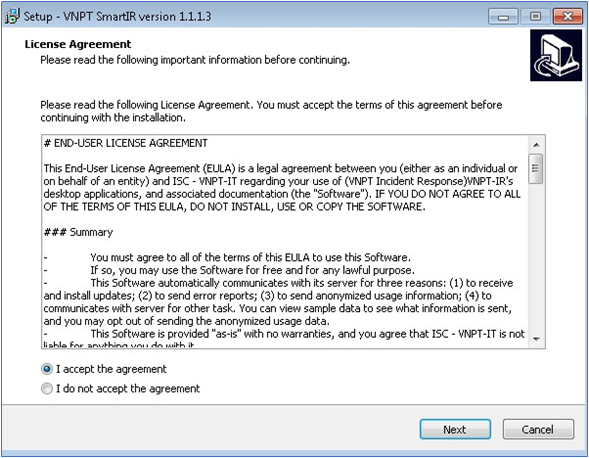 Setup - VNPT SmartIR version 1.1.1.3
License Agreement
Please read the following important information before continuing.
Please read the following License Agreement. You must accept the terms of this agreement before
continuing with the installation.
# END-USER LICENSE AGREEMENT
This End-User License Agreement (EULA) is a legal agreement between you (either as an individual or
on behalf of an entity) and ISC - VNPT-IT regarding your use of (VNPT Incident Response)VNPT-IR's
desktop applications, and associated documentation (the "Software"). IF YOU DO NOT AGREE TO ALL
OF THE TERMS OF THIS EULA, DO NOT INSTALL, USE OR COPY THE SOFTWARE.
### Summary
- You must agree to all of the terms of this EULA to use this Software.
- If so, you may use the Software for free and for any lawful purpose.
- This Software automatically communicates with its server for three reasons: (1) to receive
and install updates; (2) to send error reports; (3) to send anonymized usage information; (4) to
communicates with server for other task. You can view sample data to see what information is sent,
and you may opt out of sending the anonymized usage data.
- This Software is provided "as-is" with no warranties, and you agree that ISC - VNPT-IT is not
liable for anything you do with it.
I accept the agreement
I do not accept the agreement
Next
Cancel